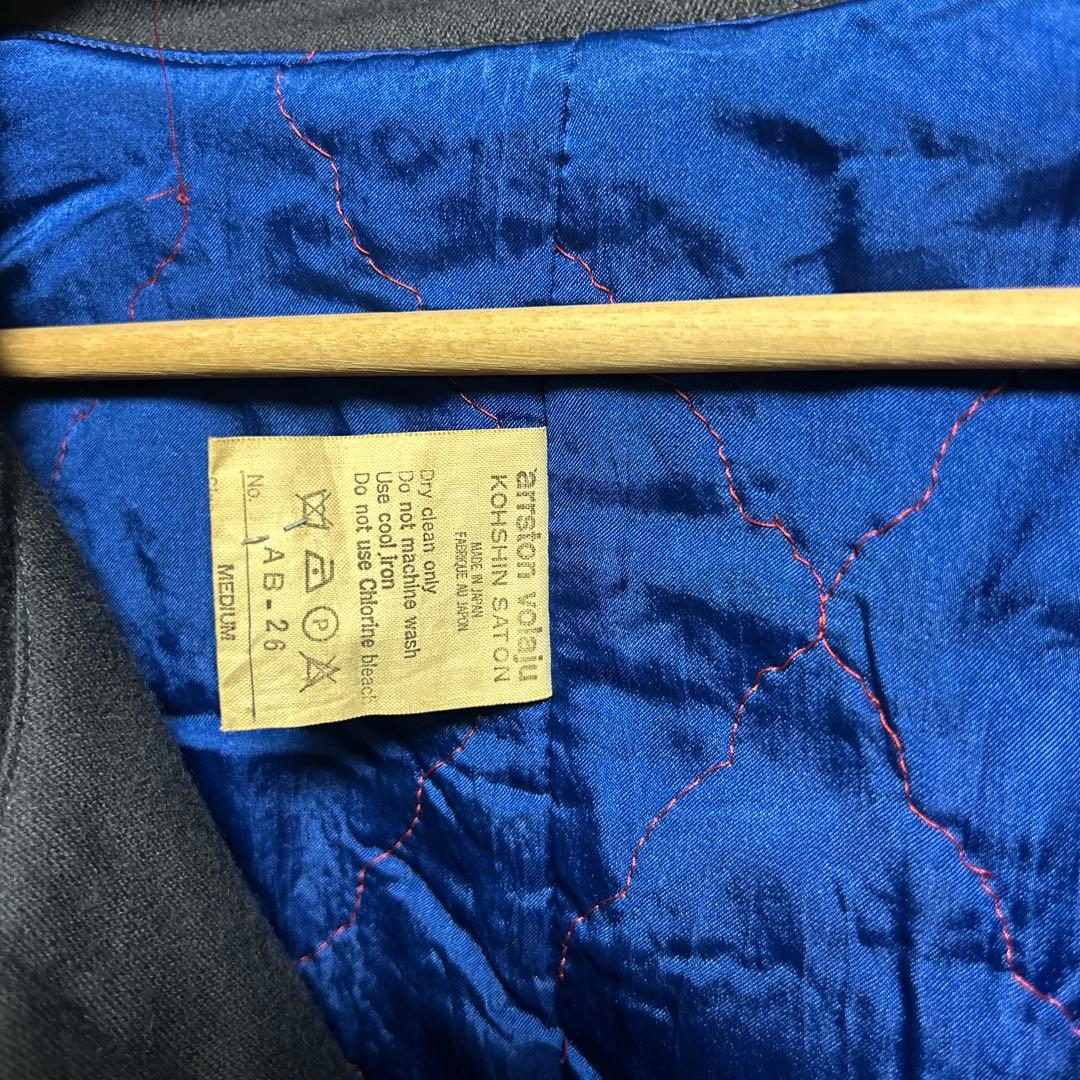 arrston volaju
KOHSHIN SATOH
MADE IN JAPAN
FABRIQUE AU JAPON
Dry clean only
Do not machine wash
Use cool iron
Do not use Chlorine bleach
P
No. AB-26
MEDIUM